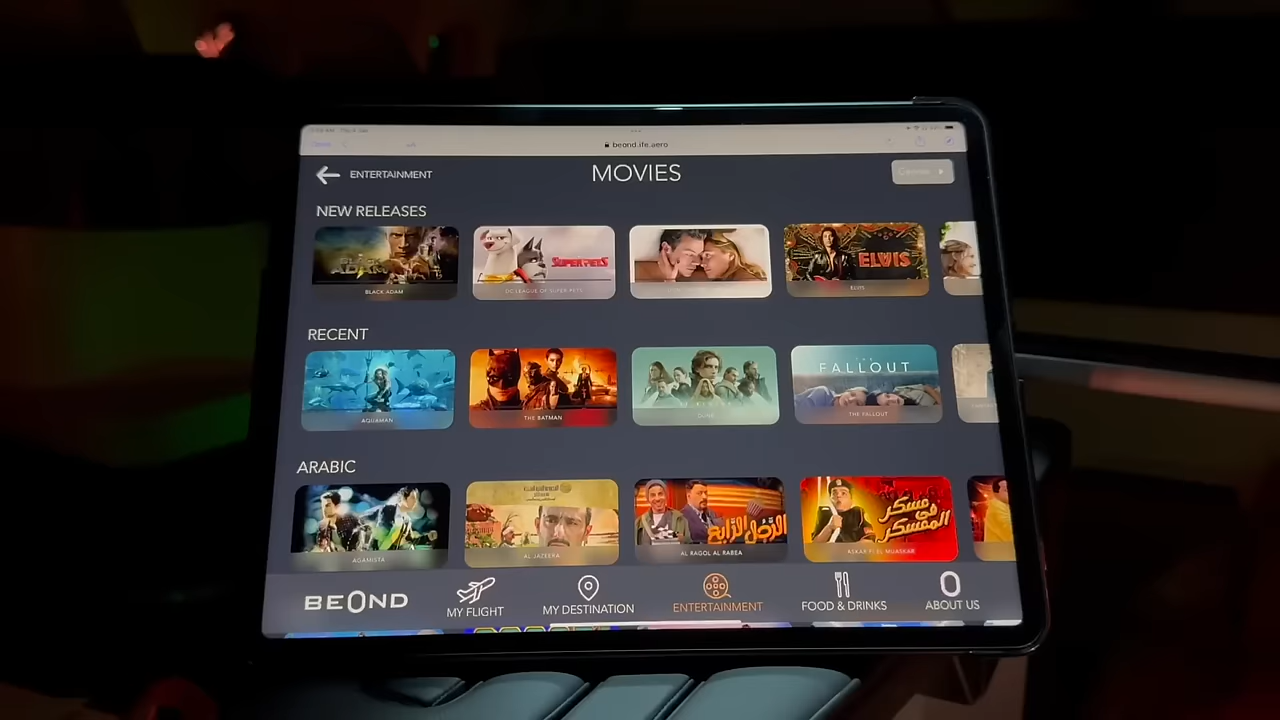 beond.ife.aero
ENTERTAINMENT
MOVIES
NEW RELEASES
BLACK ADAM
SUPER-PETS
DC LEAGUE OF SUPER-PETS
ELVIS
ELVIS
RECENT
AQUAMAN
THE BATMAN
DUNE
THE
FALLOUT
THE FALLOUT
ARABIC
AGAMISTA
AL JAZEERA
الرجل الرابع
AL RAGOL AL RABEA
عسكر
في
المعسكر
ASKAR FI EL MUASKAR
BEOND
MY FLIGHT
MY DESTINATION
ENTERTAINMENT
FOOD & DRINKS
ABOUT US